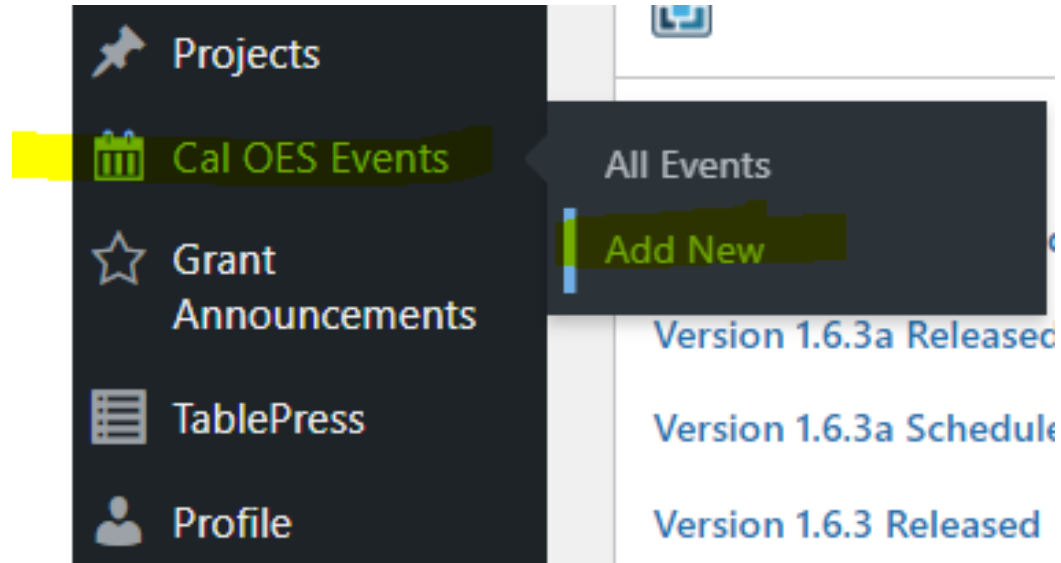 Projects
Cal OES Events
All Events
Add New
Grant
Announcements
Version 1.6.3a Released
TablePress
Version 1.6.3a
Profile
Version 1.6.3 Released